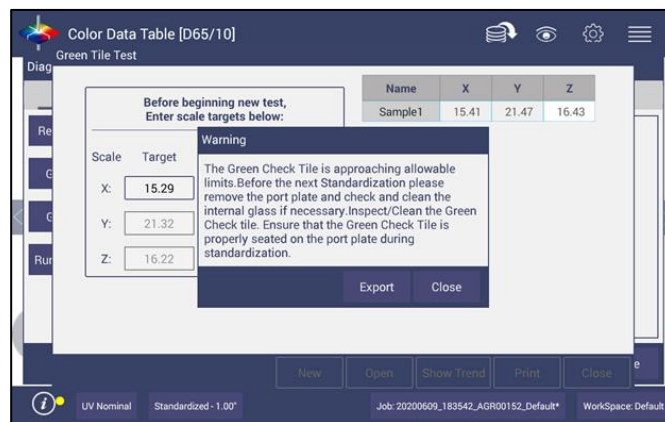 Color Data Table [D65/10]
Green Tile Test
Diag
Before beginning new test,
Enter scale targets below:
Scale Target
X: 15.29
Y: 21.32
Z: 16.22
Name X Y Z
Sample1 15.41 21.47 16.43
Re
G
G
Rur
Warning
The Green Check Tile is approaching allowable
limits.Before the next Standardization please
remove the port plate and check and clean the
internal glass if necessary.Inspect/Clean the Green
Check tile. Ensure that the Green Check Tile is
properly seated on the port plate during
standardization.
Export Close
New Open Show Trend Print Close
e
i UV Nominal Standardized - 1.00" Job: 20200609_183542_AGR00152_Default* WorkSpace: Default